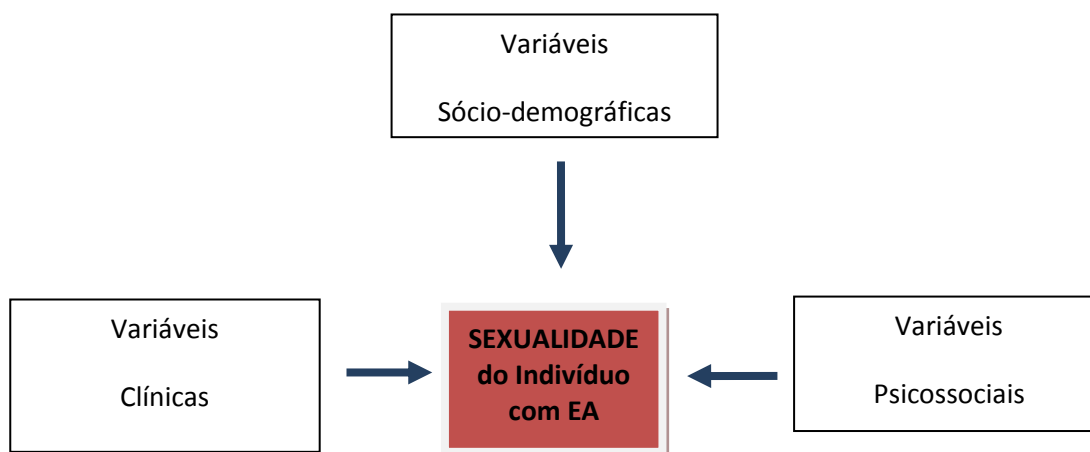 Variáveis
Sócio-demográficas
Variáveis
Clínicas
SEXUALIDADE
do Indivíduo
com EA
Variáveis
Psicossociais